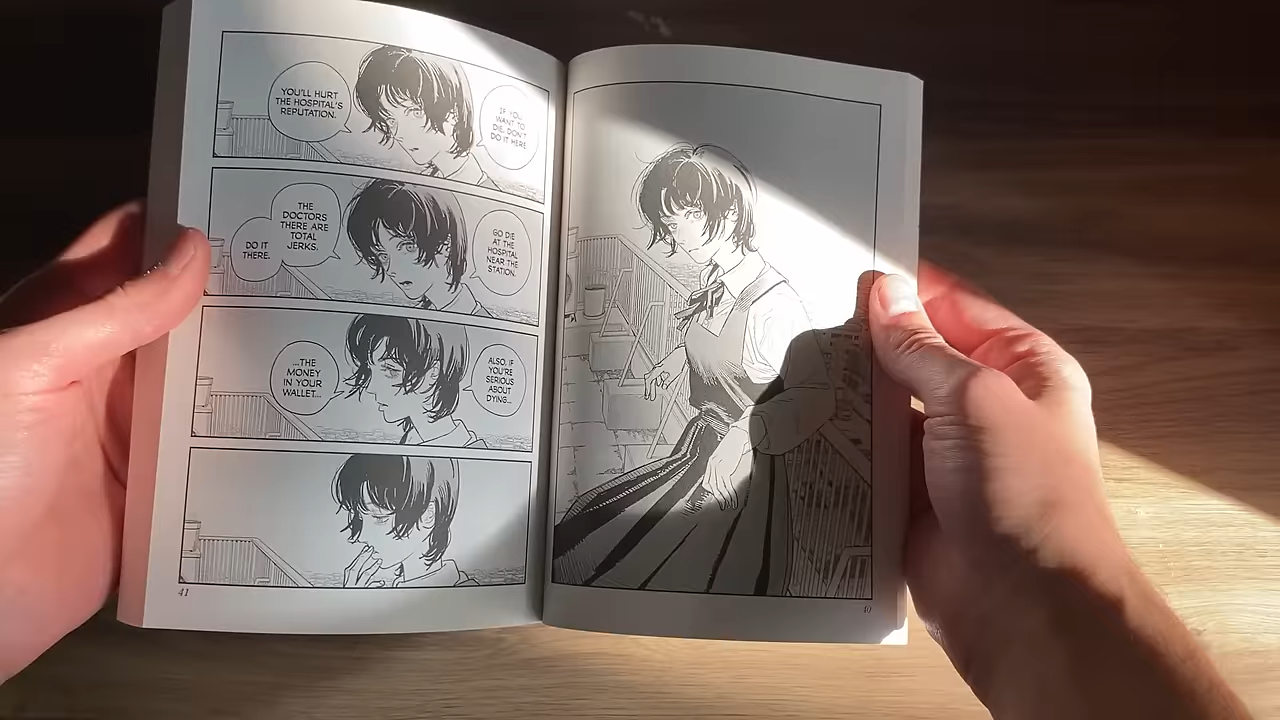 40
IF YOU
WANT TO
DIE, DON'T
DO IT HERE.
YOU'LL HURT
THE HOSPITAL'S
REPUTATION.
GO DIE
AT THE
HOSPITAL
NEAR THE
STATION.
THE
DOCTORS
THERE ARE
TOTAL
JERKS.
DO IT
THERE.
ALSO, IF
YOU'RE
SERIOUS
ABOUT
DYING...
...THE
MONEY
IN YOUR
WALLET...
41